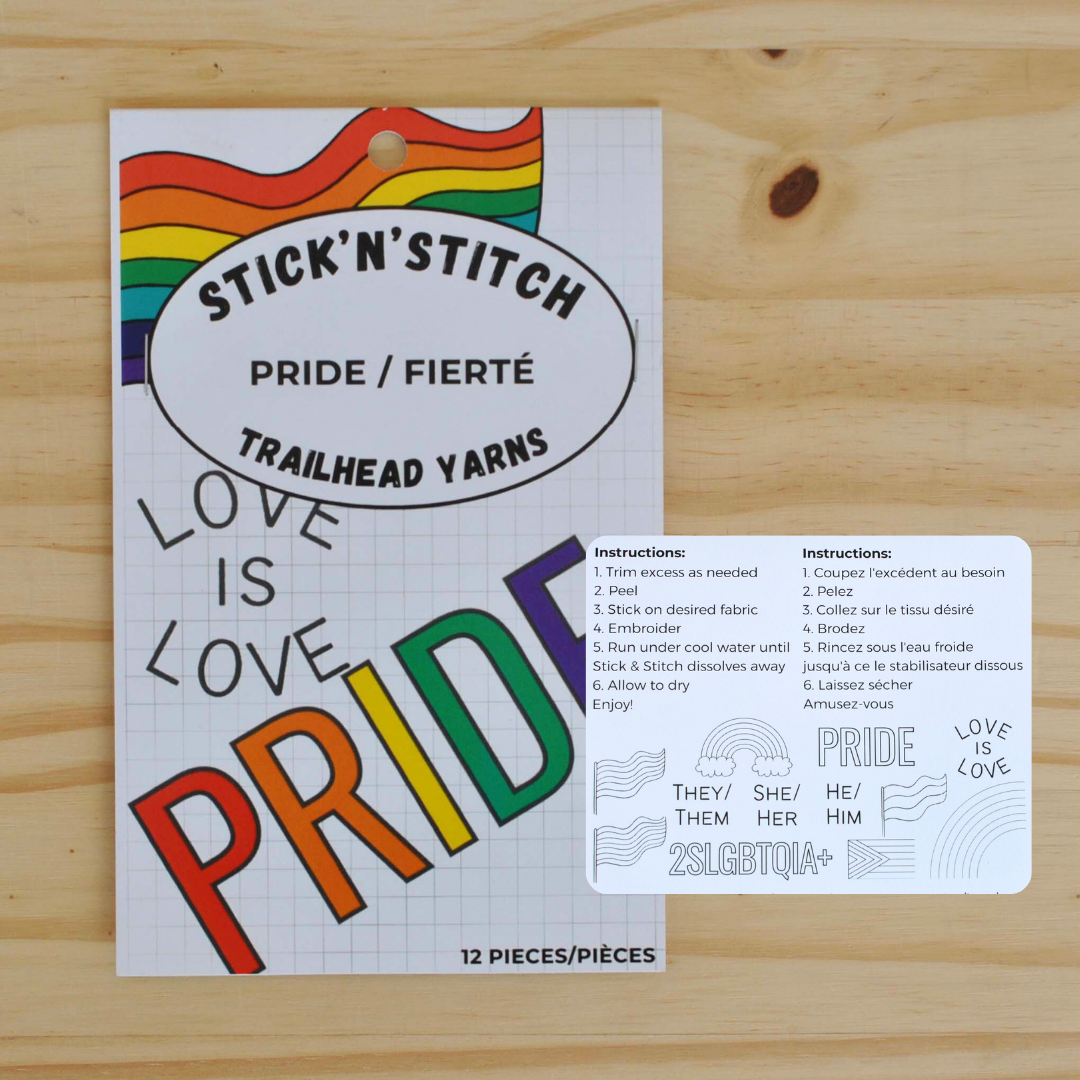 STICK'N'STITCH
PRIDE / FIERTÉ
TRAILHEAD YARNS
LOVE
IS
LOVE
PRIDE
12 PIECES/PIÈCES
Instructions:
1. Trim excess as needed
2. Peel
3. Stick on desired fabric
4. Embroider
5. Run under cool water until
Stick & Stitch dissolves away
6. Allow to dry
Enjoy!
Instructions:
1. Coupez l'excédent au besoin
2. Pelez
3. Collez sur le tissu désiré
4. Brodez
5. Rincez sous l'eau froide
jusqu'à ce le stabilisateur dissous
6. Laissez sécher
Amusez-vous
PRIDE
LOVE
IS
LOVE
THEY/
THEM
SHE/
HER
HE/
HIM
2SLGBTQIA+